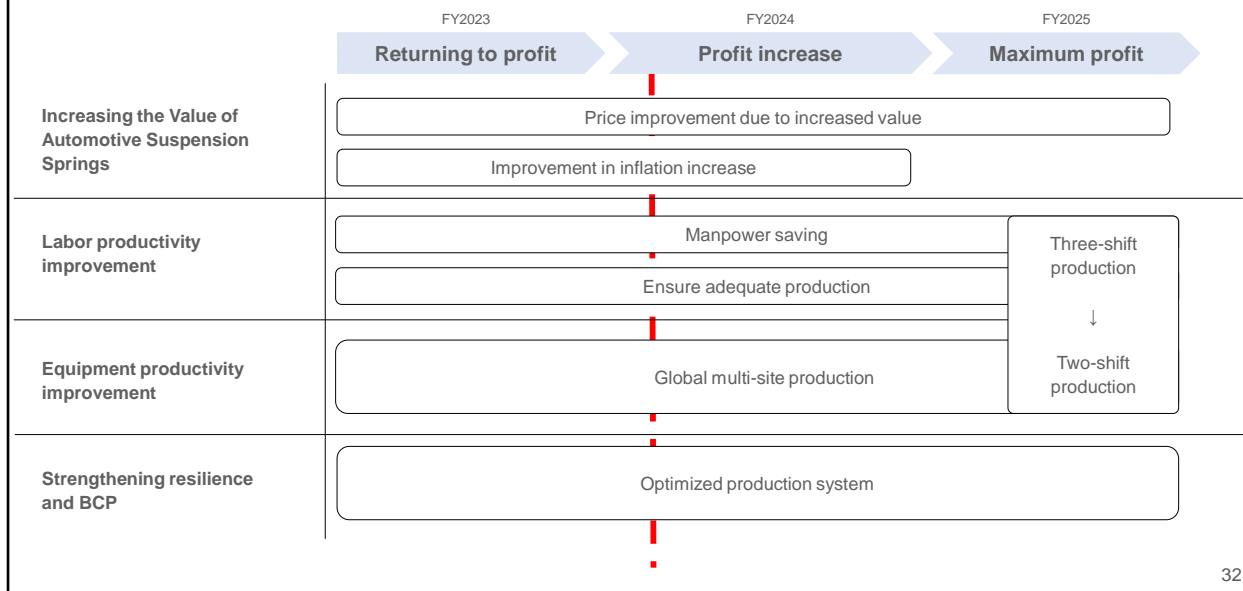 FY2023
FY2024
FY2025
Returning to profit
Profit increase
Maximum profit
Increasing the Value of
Automotive Suspension
Springs
Price improvement due to increased value
Improvement in inflation increase
Labor productivity
improvement
Manpower saving
Ensure adequate production
Three-shift
production
↓
Two-shift
production
Equipment productivity
improvement
Global multi-site production
Strengthening resilience
and BCP
Optimized production system
32